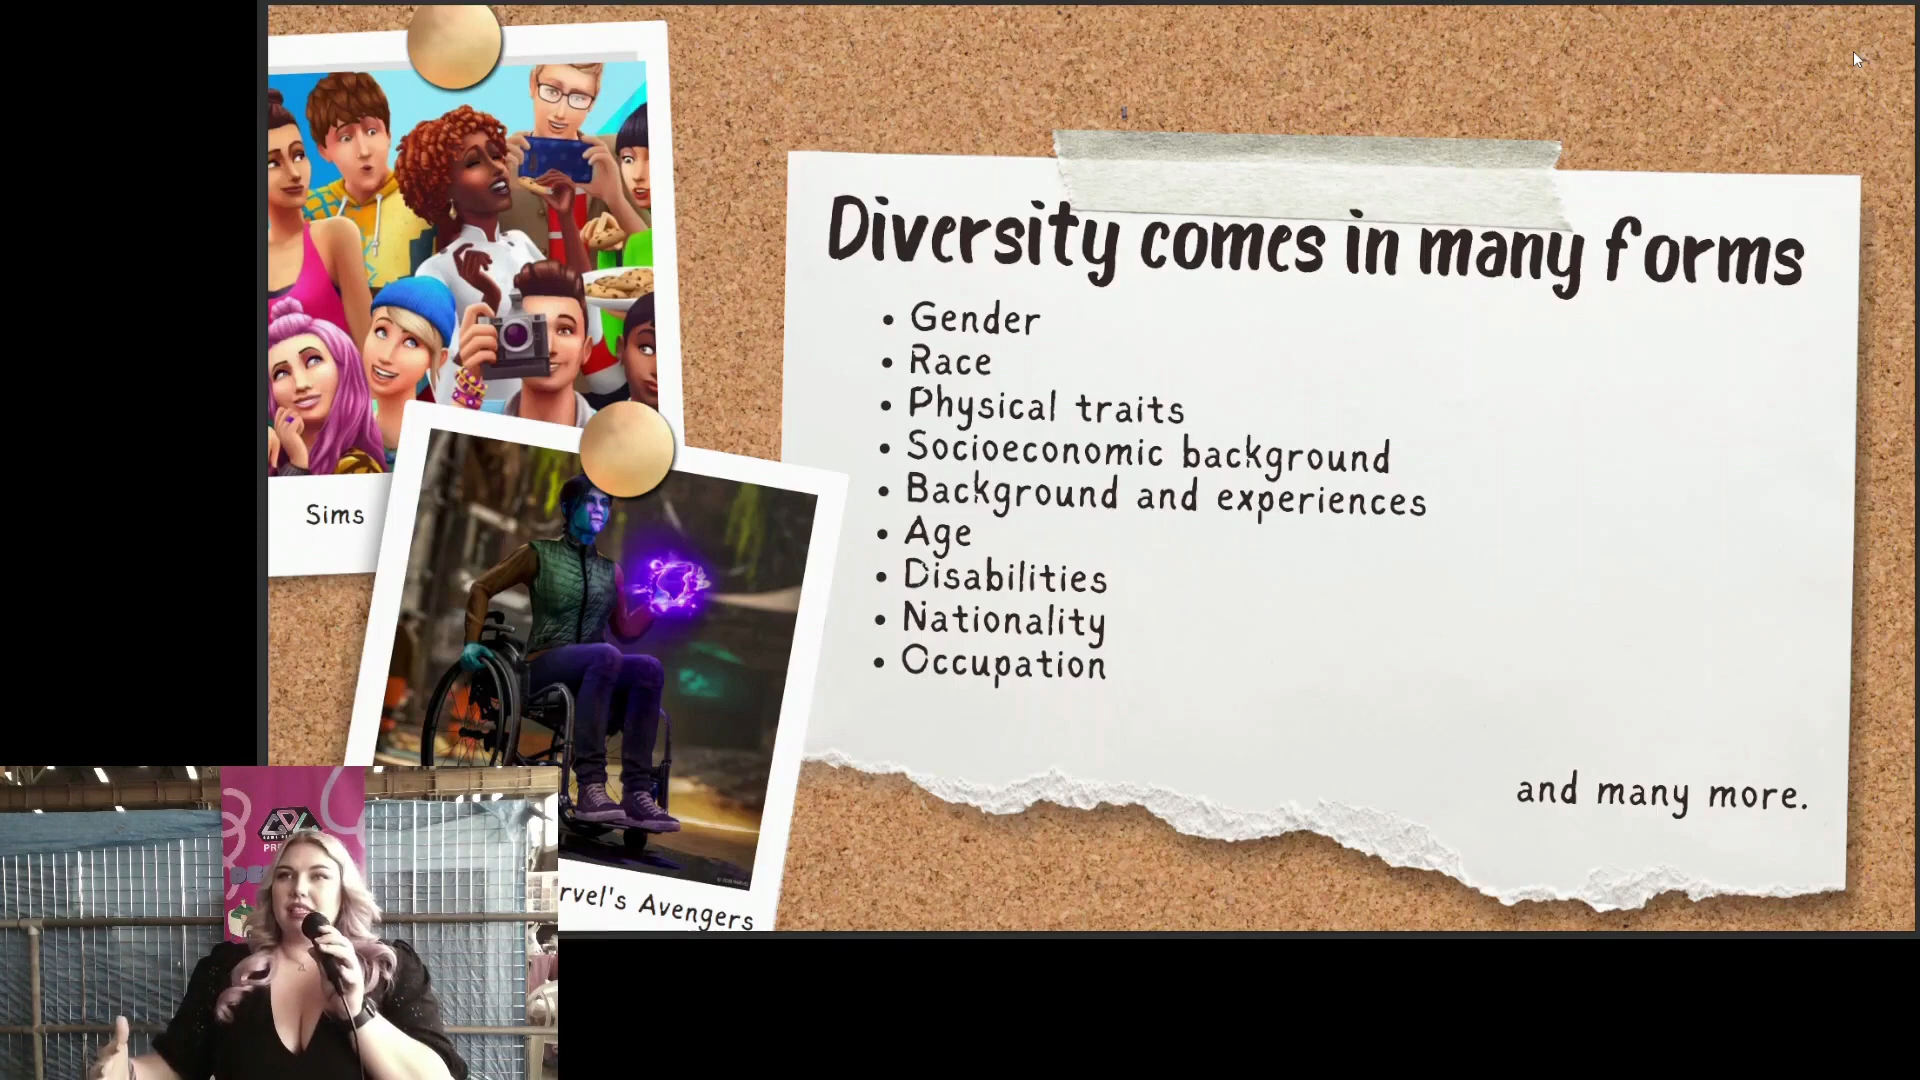 Diversity comes in many forms
Gender
Race
Physical traits
Socioeconomic background
Background and experiences
Age
Disabilities
Nationality
Occupation
and many more.
Sims
rvel's Avengers